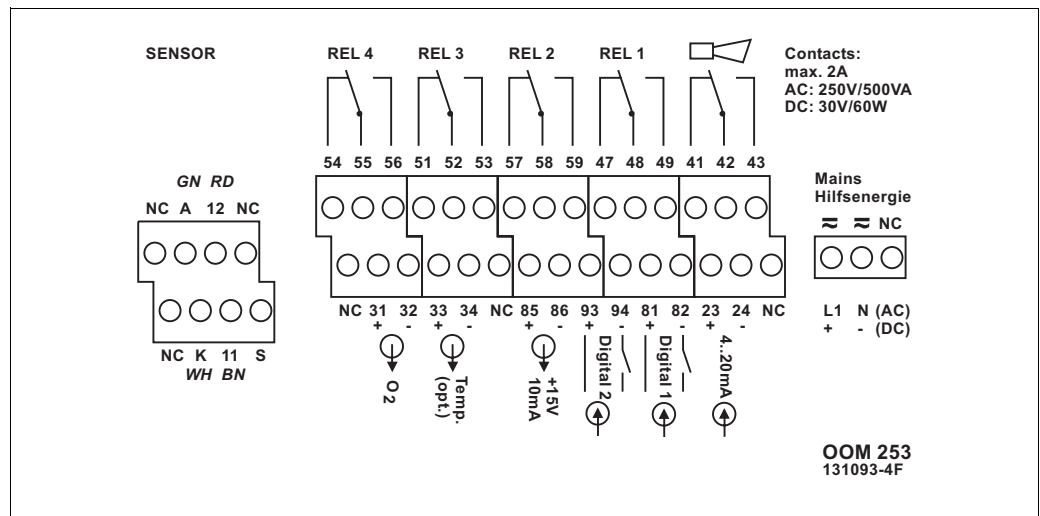 SENSOR
REL 4 REL 3 REL 2 REL 1
Contacts:
max. 2A
AC: 250V/500VA
DC: 30V/60W
54 55 56 51 52 53 57 58 59 47 48 49 41 42 43
GN RD
NC A 12 NC
NC K 11 S
WH BN
Mains
Hilfsenergie
≂ ≂ NC
L1 N (AC)
+ - (DC)
NC 31 32 33 34 NC 85 86 93 94 81 82 23 24 NC
+ - + - + - + - + - + -
O2
Temp.
(opt.)
+15V
10mA
Digital 2
Digital 1
4..20mA
OOM 253
131093-4F